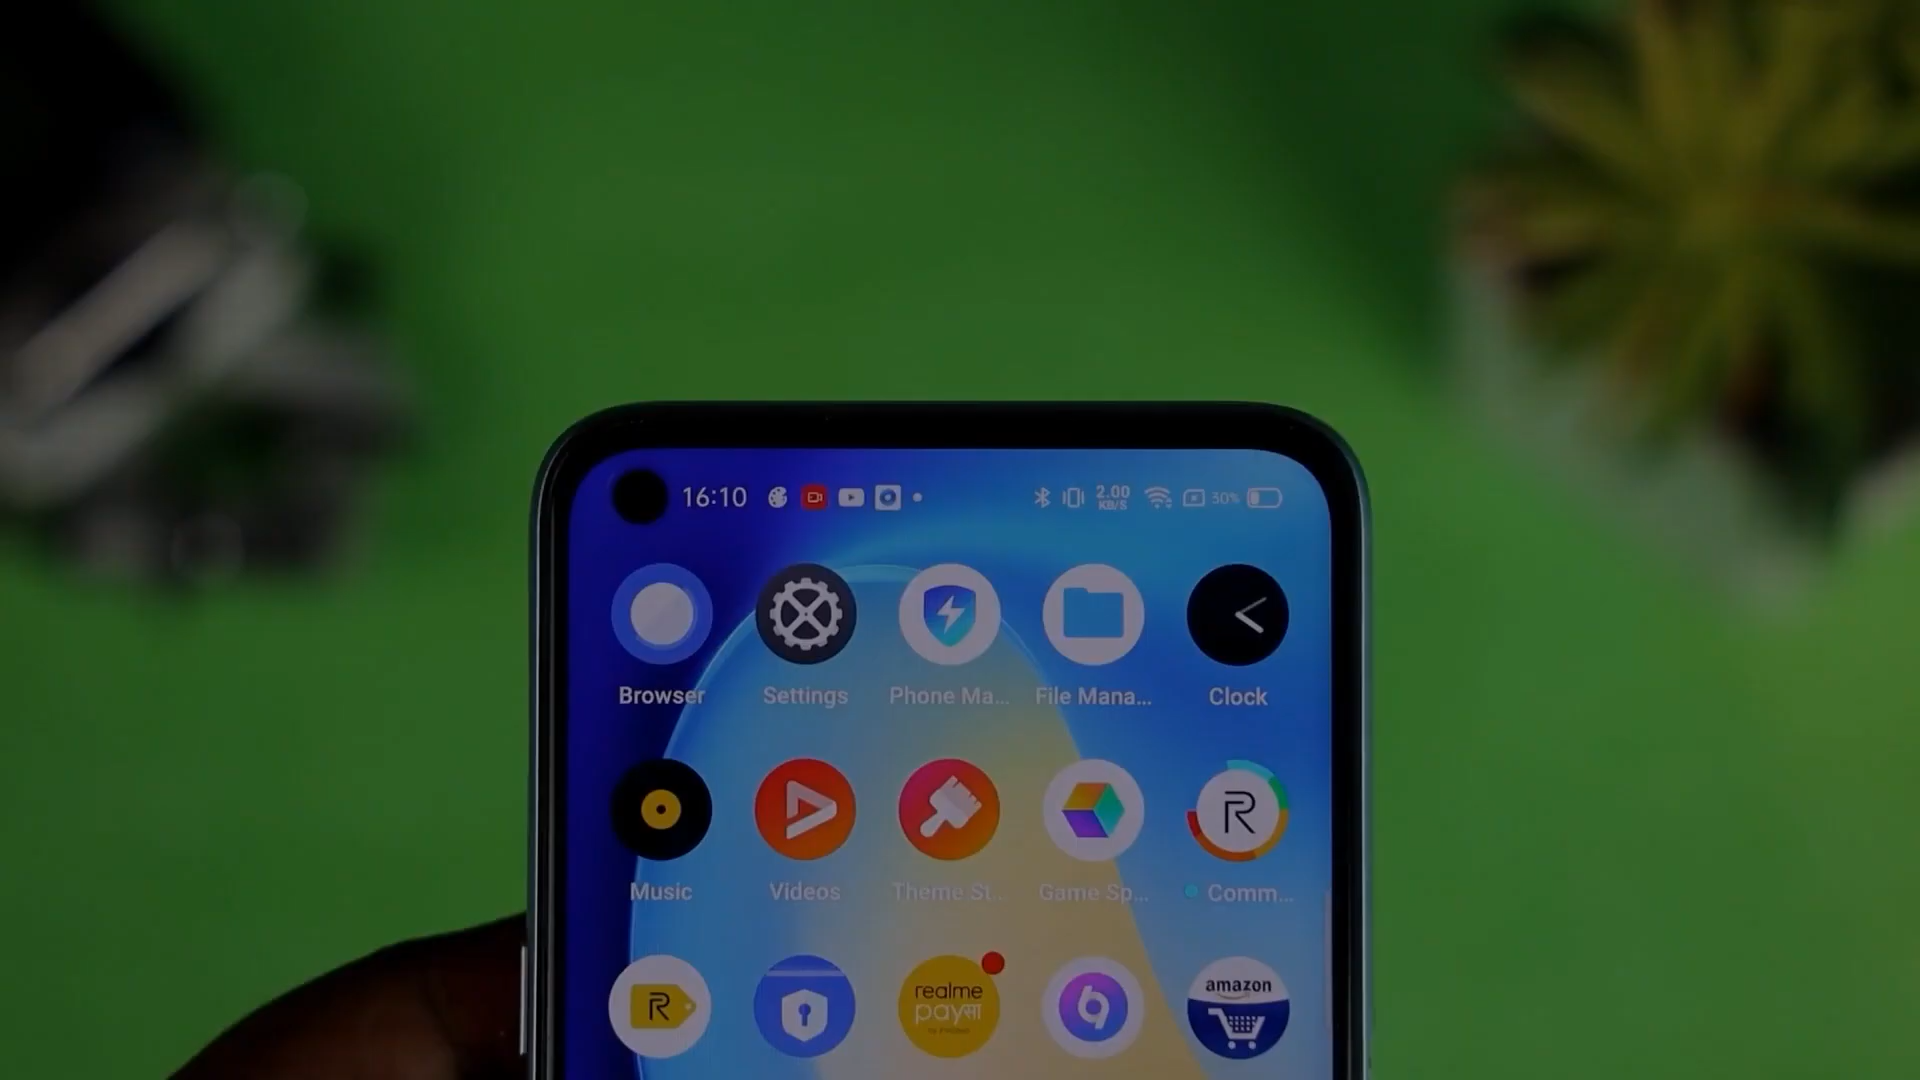 16:10 2.00 KB/S 30%
Browser Settings Phone Ma... File Mana... Clock
Music Videos Theme St... Game Sp... Comm...
R
R
realme
payसा
amazon